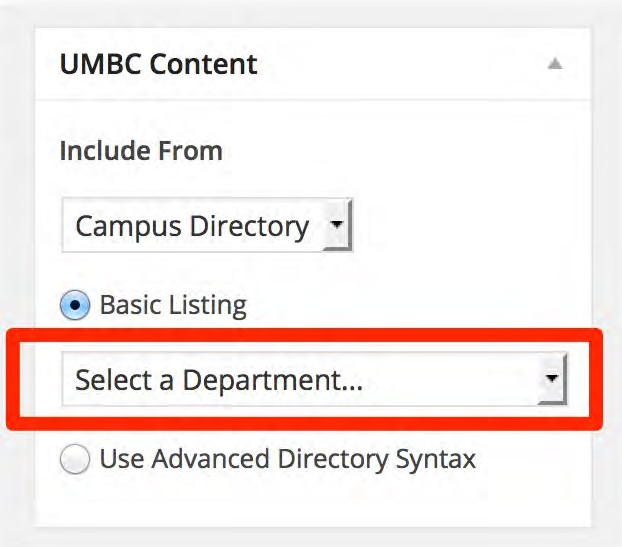 UMBC Content
Include From
Campus Directory
Basic Listing
Select a Department...
Use Advanced Directory Syntax